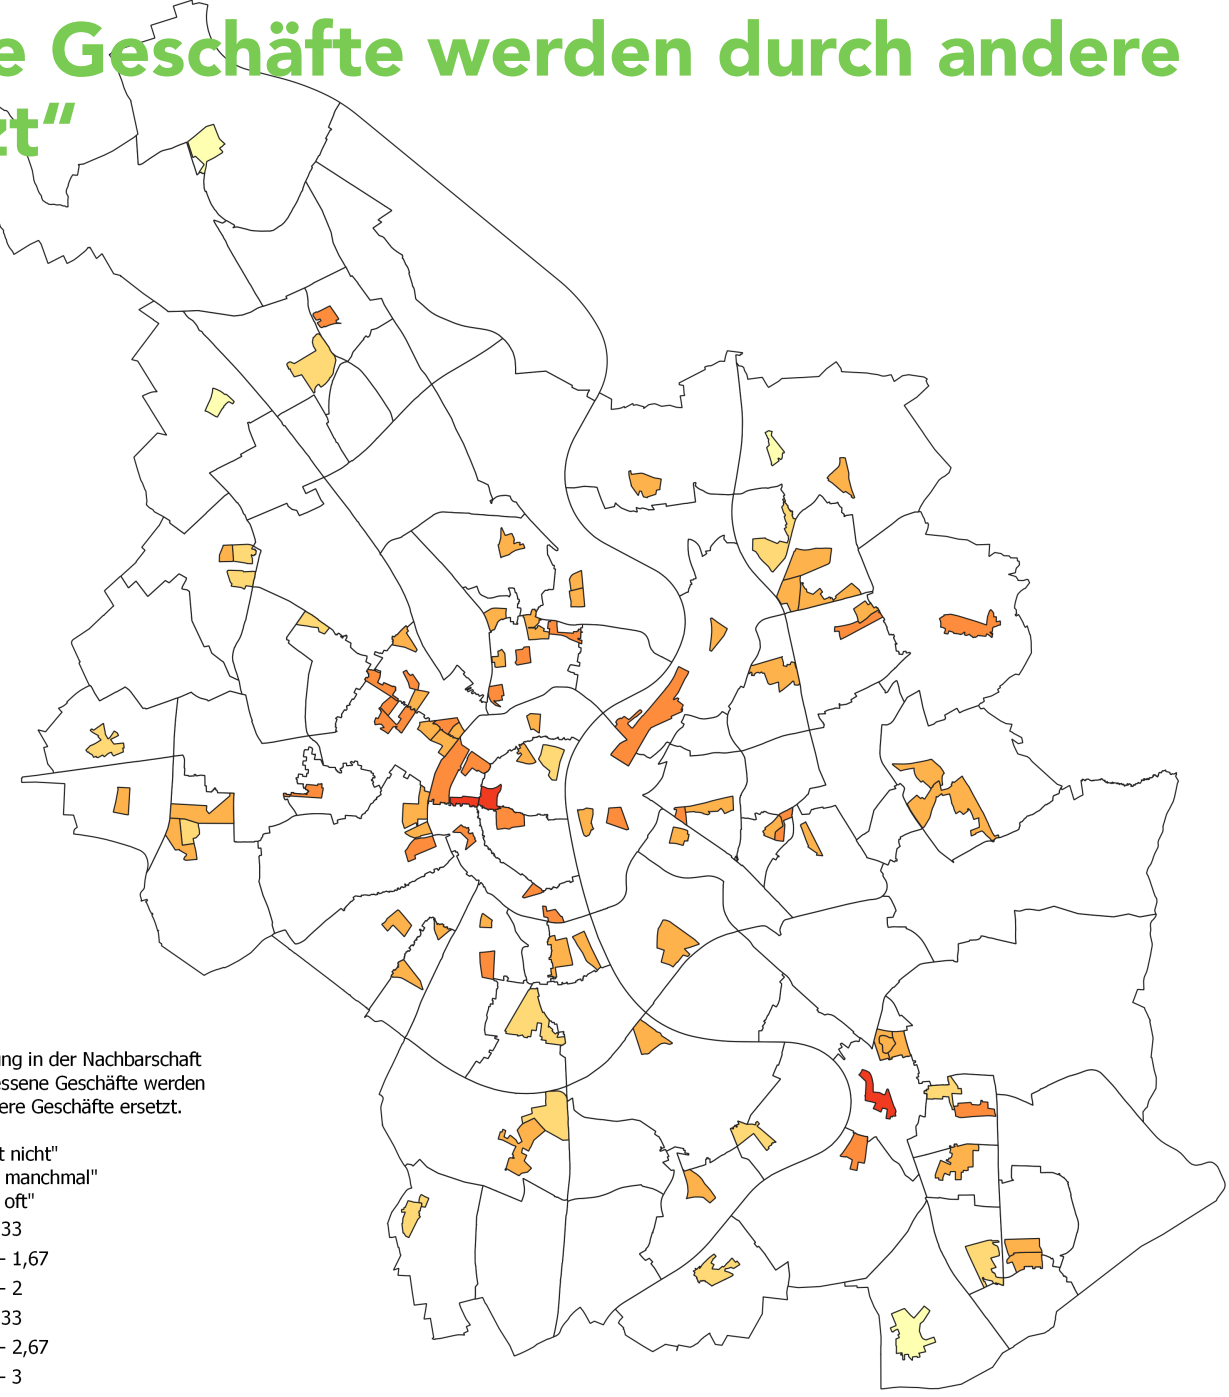 e Geschäfte werden durch andere
zt“
ung in der Nachbarschaft
essene Geschäfte werden
ere Geschäfte ersetzt.
t nicht"
manchmal"
oft"
33
– 1,67
– 2
33
– 2,67
– 3